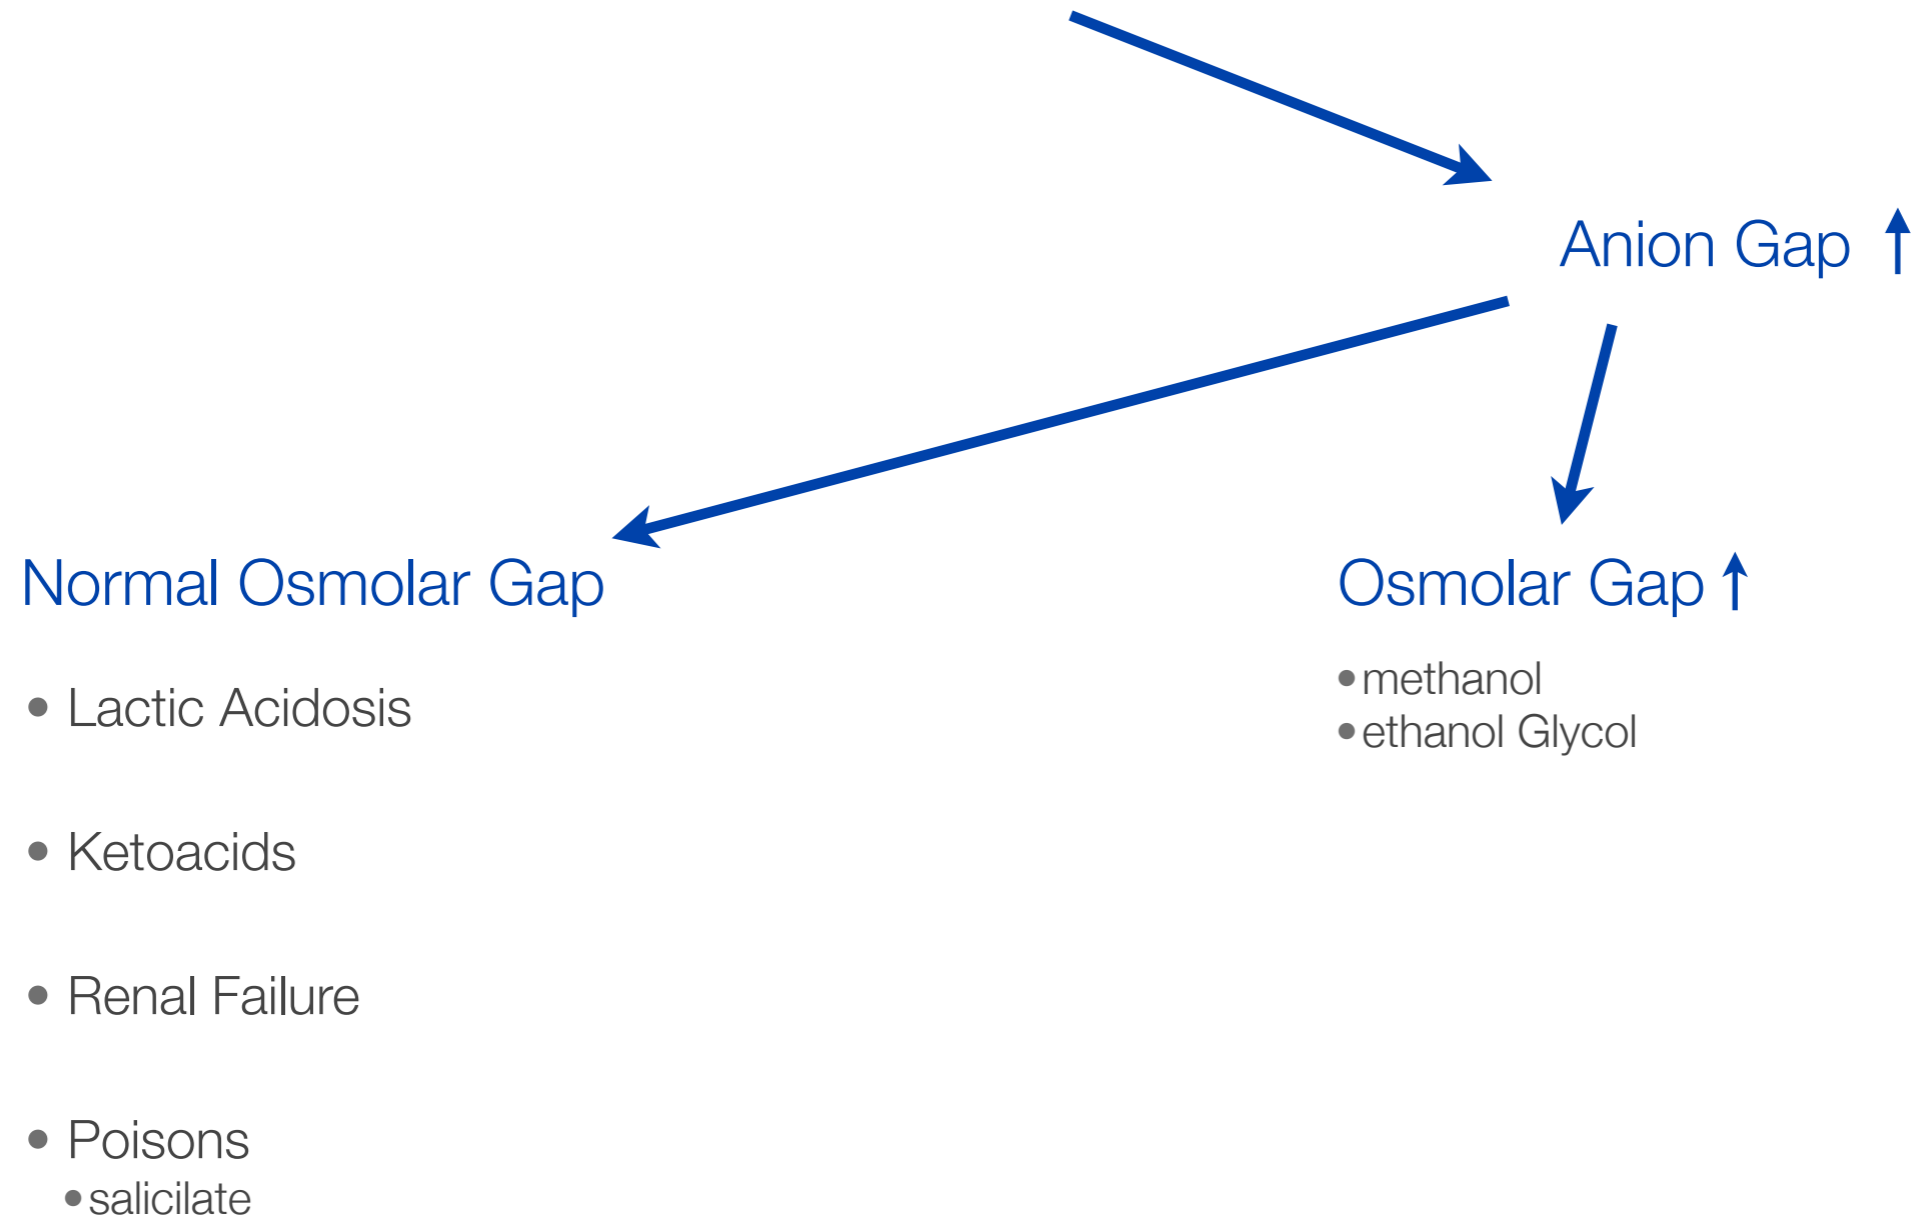 Anion Gap ↑
Normal Osmolar Gap
Osmolar Gap ↑
• Lactic Acidosis
• Ketoacids
• Renal Failure
• Poisons
• salicilate
• methanol
• ethanol Glycol